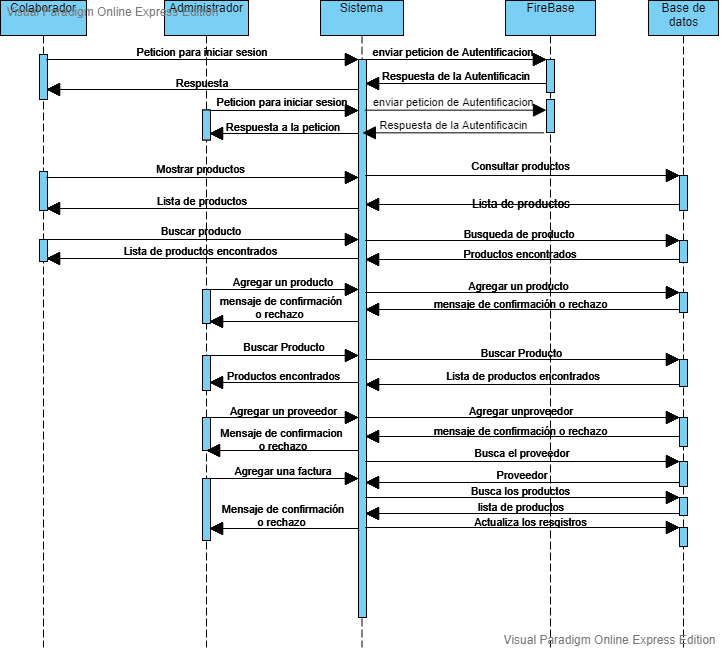 Colaborador
Administrador
Sistema
FireBase
Base de
datos
Visual Paradigm Online Express Edition
Peticion para iniciar sesion
enviar peticion de Autentificacion
Respuesta de la Autentificacin
Respuesta
Peticion para iniciar sesion
enviar peticion de Autentificacion
Respuesta a la peticion
Respuesta de la Autentificacin
Mostrar productos
Consultar productos
Lista de productos
Lista de productos
Buscar producto
Busqueda de producto
Lista de productos encontrados
Productos encontrados
Agregar un producto
Agregar un producto
mensaje de confirmación
o rechazo
mensaje de confirmación o rechazo
Buscar Producto
Buscar Producto
Productos encontrados
Lista de productos encontrados
Agregar un proveedor
Agregar unproveedor
Mensaje de confirmacion
o rechazo
mensaje de confirmación o rechazo
Busca el proveedor
Agregar una factura
Proveedor
Busca los productos
Mensaje de confirmación
o rechazo
lista de productos
Actualiza los resgistros
Visual Paradigm Online Express Edition